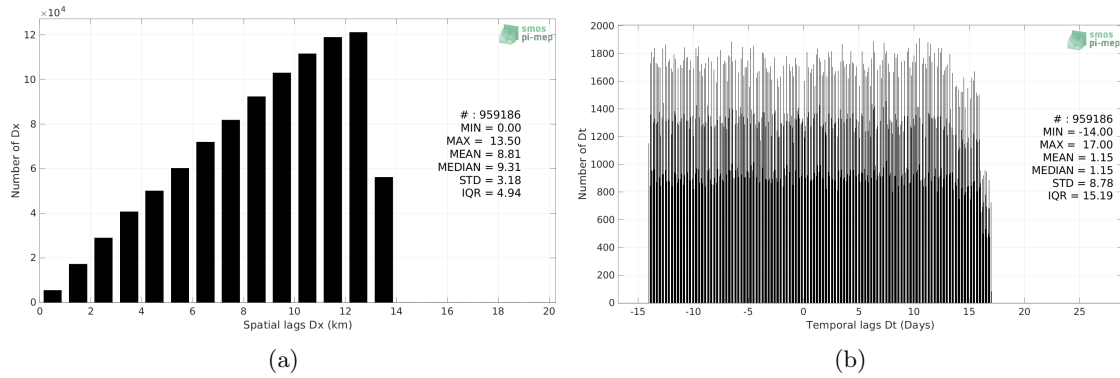 ×10⁴
12
10
8
6
4
2
0
0 2 4 6 8 10 12 14 16 18 20
Number of Dx
Spatial lags Dx (km)
smos
pi-mep
# : 959186
MIN = 0.00
MAX = 13.50
MEAN = 8.81
MEDIAN = 9.31
STD = 3.18
IQR = 4.94
(a)
2000
1800
1600
1400
1200
1000
800
600
400
200
0
-15 -10 -5 0 5 10 15 20 25
Number of Dt
Temporal lags Dt (Days)
smos
pi-mep
# : 959186
MIN = -14.00
MAX = 17.00
MEAN = 1.15
MEDIAN = 1.15
STD = 8.78
IQR = 15.19
(b)